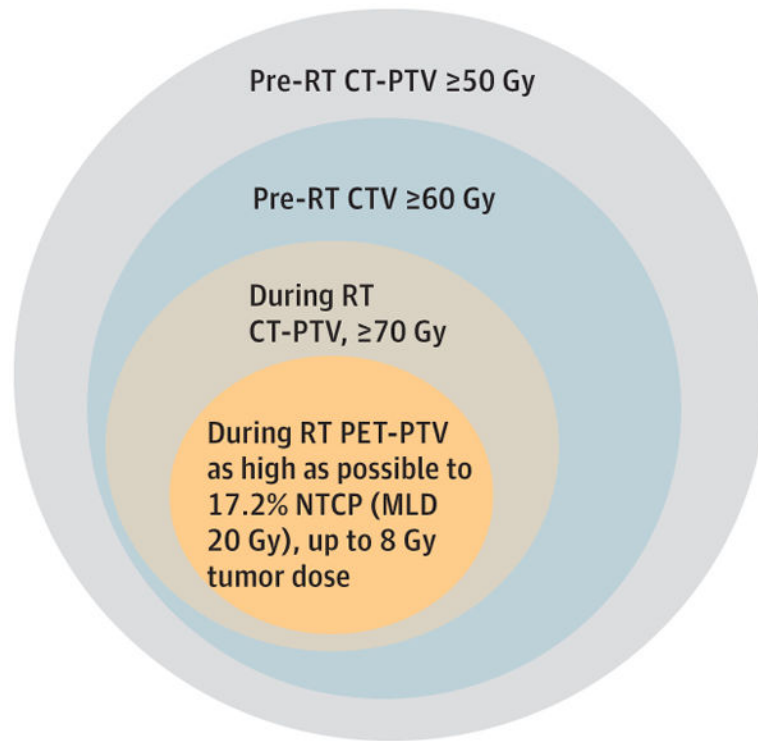 Pre-RT CT-PTV ≥50 Gy
Pre-RT CTV ≥60 Gy
During RT
CT-PTV, ≥70 Gy
During RT PET-PTV
as high as possible to
17.2% NTCP (MLD
20 Gy), up to 8 Gy
tumor dose